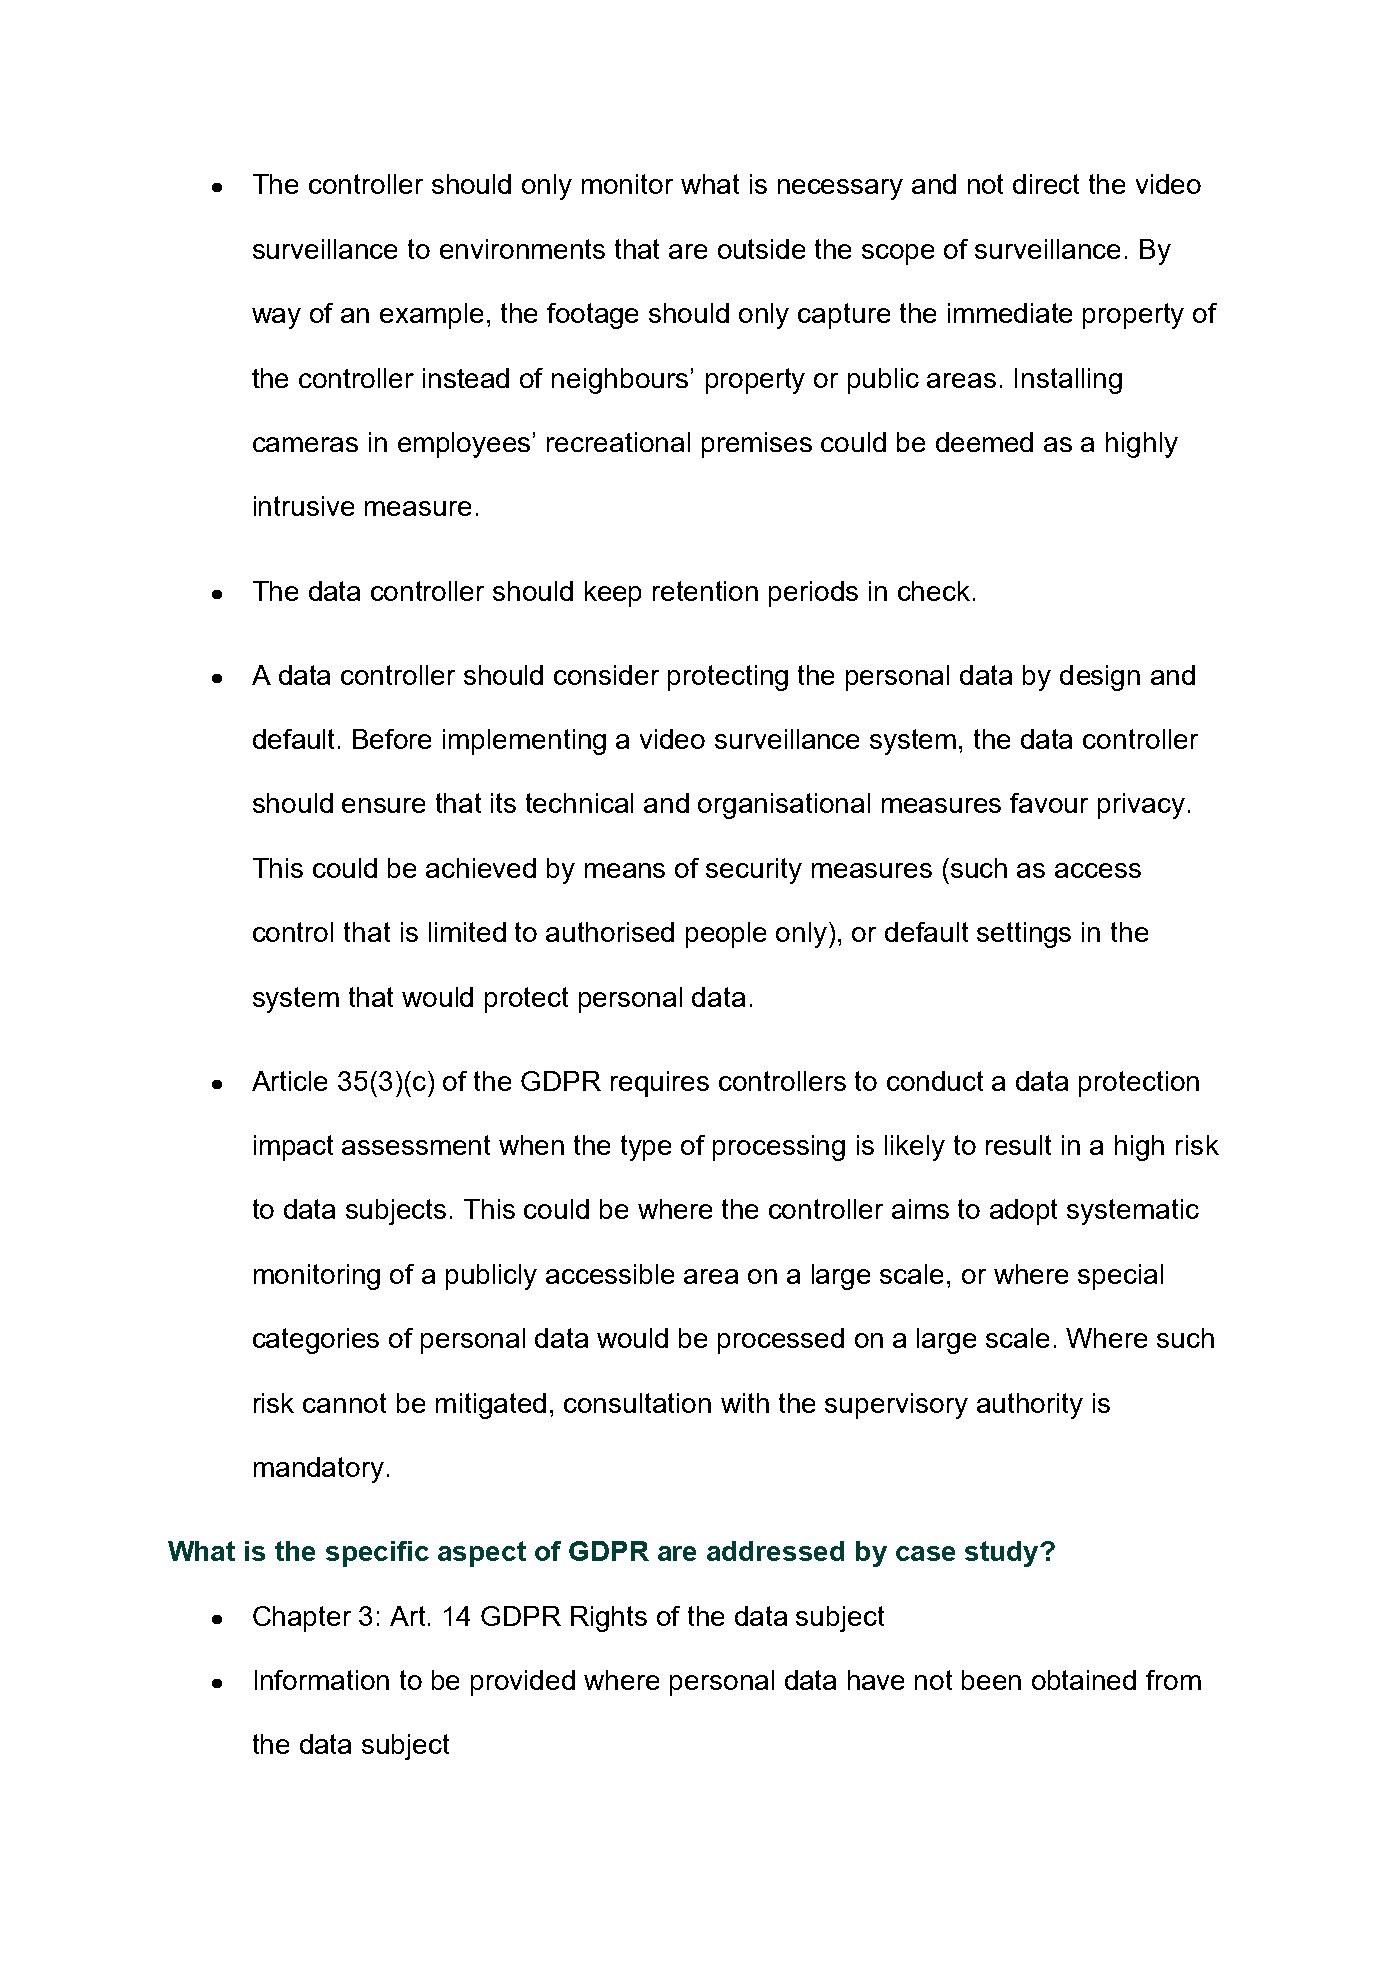 ● The controller should only monitor what is necessary and not direct the video
surveillance to environments that are outside the scope of surveillance. By
way of an example, the footage should only capture the immediate property of
the controller instead of neighbours’ property or public areas. Installing
cameras in employees’ recreational premises could be deemed as a highly
intrusive measure.
● The data controller should keep retention periods in check.
● A data controller should consider protecting the personal data by design and
default. Before implementing a video surveillance system, the data controller
should ensure that its technical and organisational measures favour privacy.
This could be achieved by means of security measures (such as access
control that is limited to authorised people only), or default settings in the
system that would protect personal data.
● Article 35(3)(c) of the GDPR requires controllers to conduct a data protection
impact assessment when the type of processing is likely to result in a high risk
to data subjects. This could be where the controller aims to adopt systematic
monitoring of a publicly accessible area on a large scale, or where special
categories of personal data would be processed on a large scale. Where such
risk cannot be mitigated, consultation with the supervisory authority is
mandatory.
What is the specific aspect of GDPR are addressed by case study?
● Chapter 3: Art. 14 GDPR Rights of the data subject
● Information to be provided where personal data have not been obtained from
the data subject